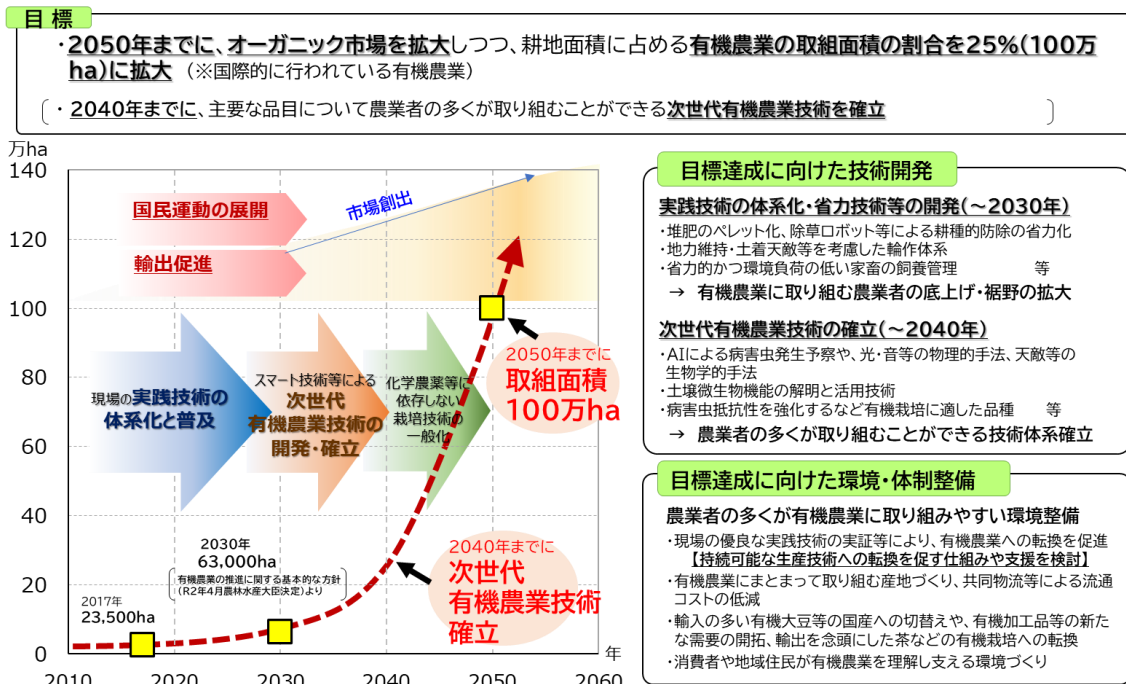 目 標
・2050年までに、オーガニック市場を拡大しつつ、耕地面積に占める有機農業の取組面積の割合を25%(100万
ha)に拡大 （※国際的に行われている有機農業）
・2040年までに、主要な品目について農業者の多くが取り組むことができる次世代有機農業技術を確立
万ha
140
120
100
80
60
40
20
0
2010
2020
2030
2040
2050
2060
年
国民運動の展開
輸出促進
市場創出
現場の実践技術の
体系化と普及
スマート技術等による
次世代
有機農業技術の
開発・確立
化学農薬等に
依存しない
栽培技術の
一般化
2050年までに
取組面積
100万ha
2040年までに
次世代
有機農業技術
確立
2030年
63,000ha
有機農業の推進に関する基本的な方針
（R2年4月農林水産大臣決定）より
2017年
23,500ha
目標達成に向けた技術開発
実践技術の体系化・省力技術等の開発(～2030年)
・堆肥のペレット化、除草ロボット等による耕種的防除の省力化
・地力維持・土着天敵等を考慮した輪作体系
・省力的かつ環境負荷の低い家畜の飼養管理 等
→ 有機農業に取り組む農業者の底上げ・裾野の拡大
次世代有機農業技術の確立(～2040年)
・AIによる病害虫発生予察や、光・音等の物理的手法、天敵等の
生物学的手法
・土壌微生物機能の解明と活用技術
・病害虫抵抗性を強化するなど有機栽培に適した品種 等
→ 農業者の多くが取り組むことができる技術体系確立
目標達成に向けた環境・体制整備
農業者の多くが有機農業に取り組みやすい環境整備
・現場の優良な実践技術の実証等により、有機農業への転換を促進
【持続可能な生産技術への転換を促す仕組みや支援を検討】
・有機農業にまとまって取り組む産地づくり、共同物流等による流通
コストの低減
・輸入の多い有機大豆等の国産への切替えや、有機加工品等の新た
な需要の開拓、輸出を念頭にした茶などの有機栽培への転換
・消費者や地域住民が有機農業を理解し支える環境づくり